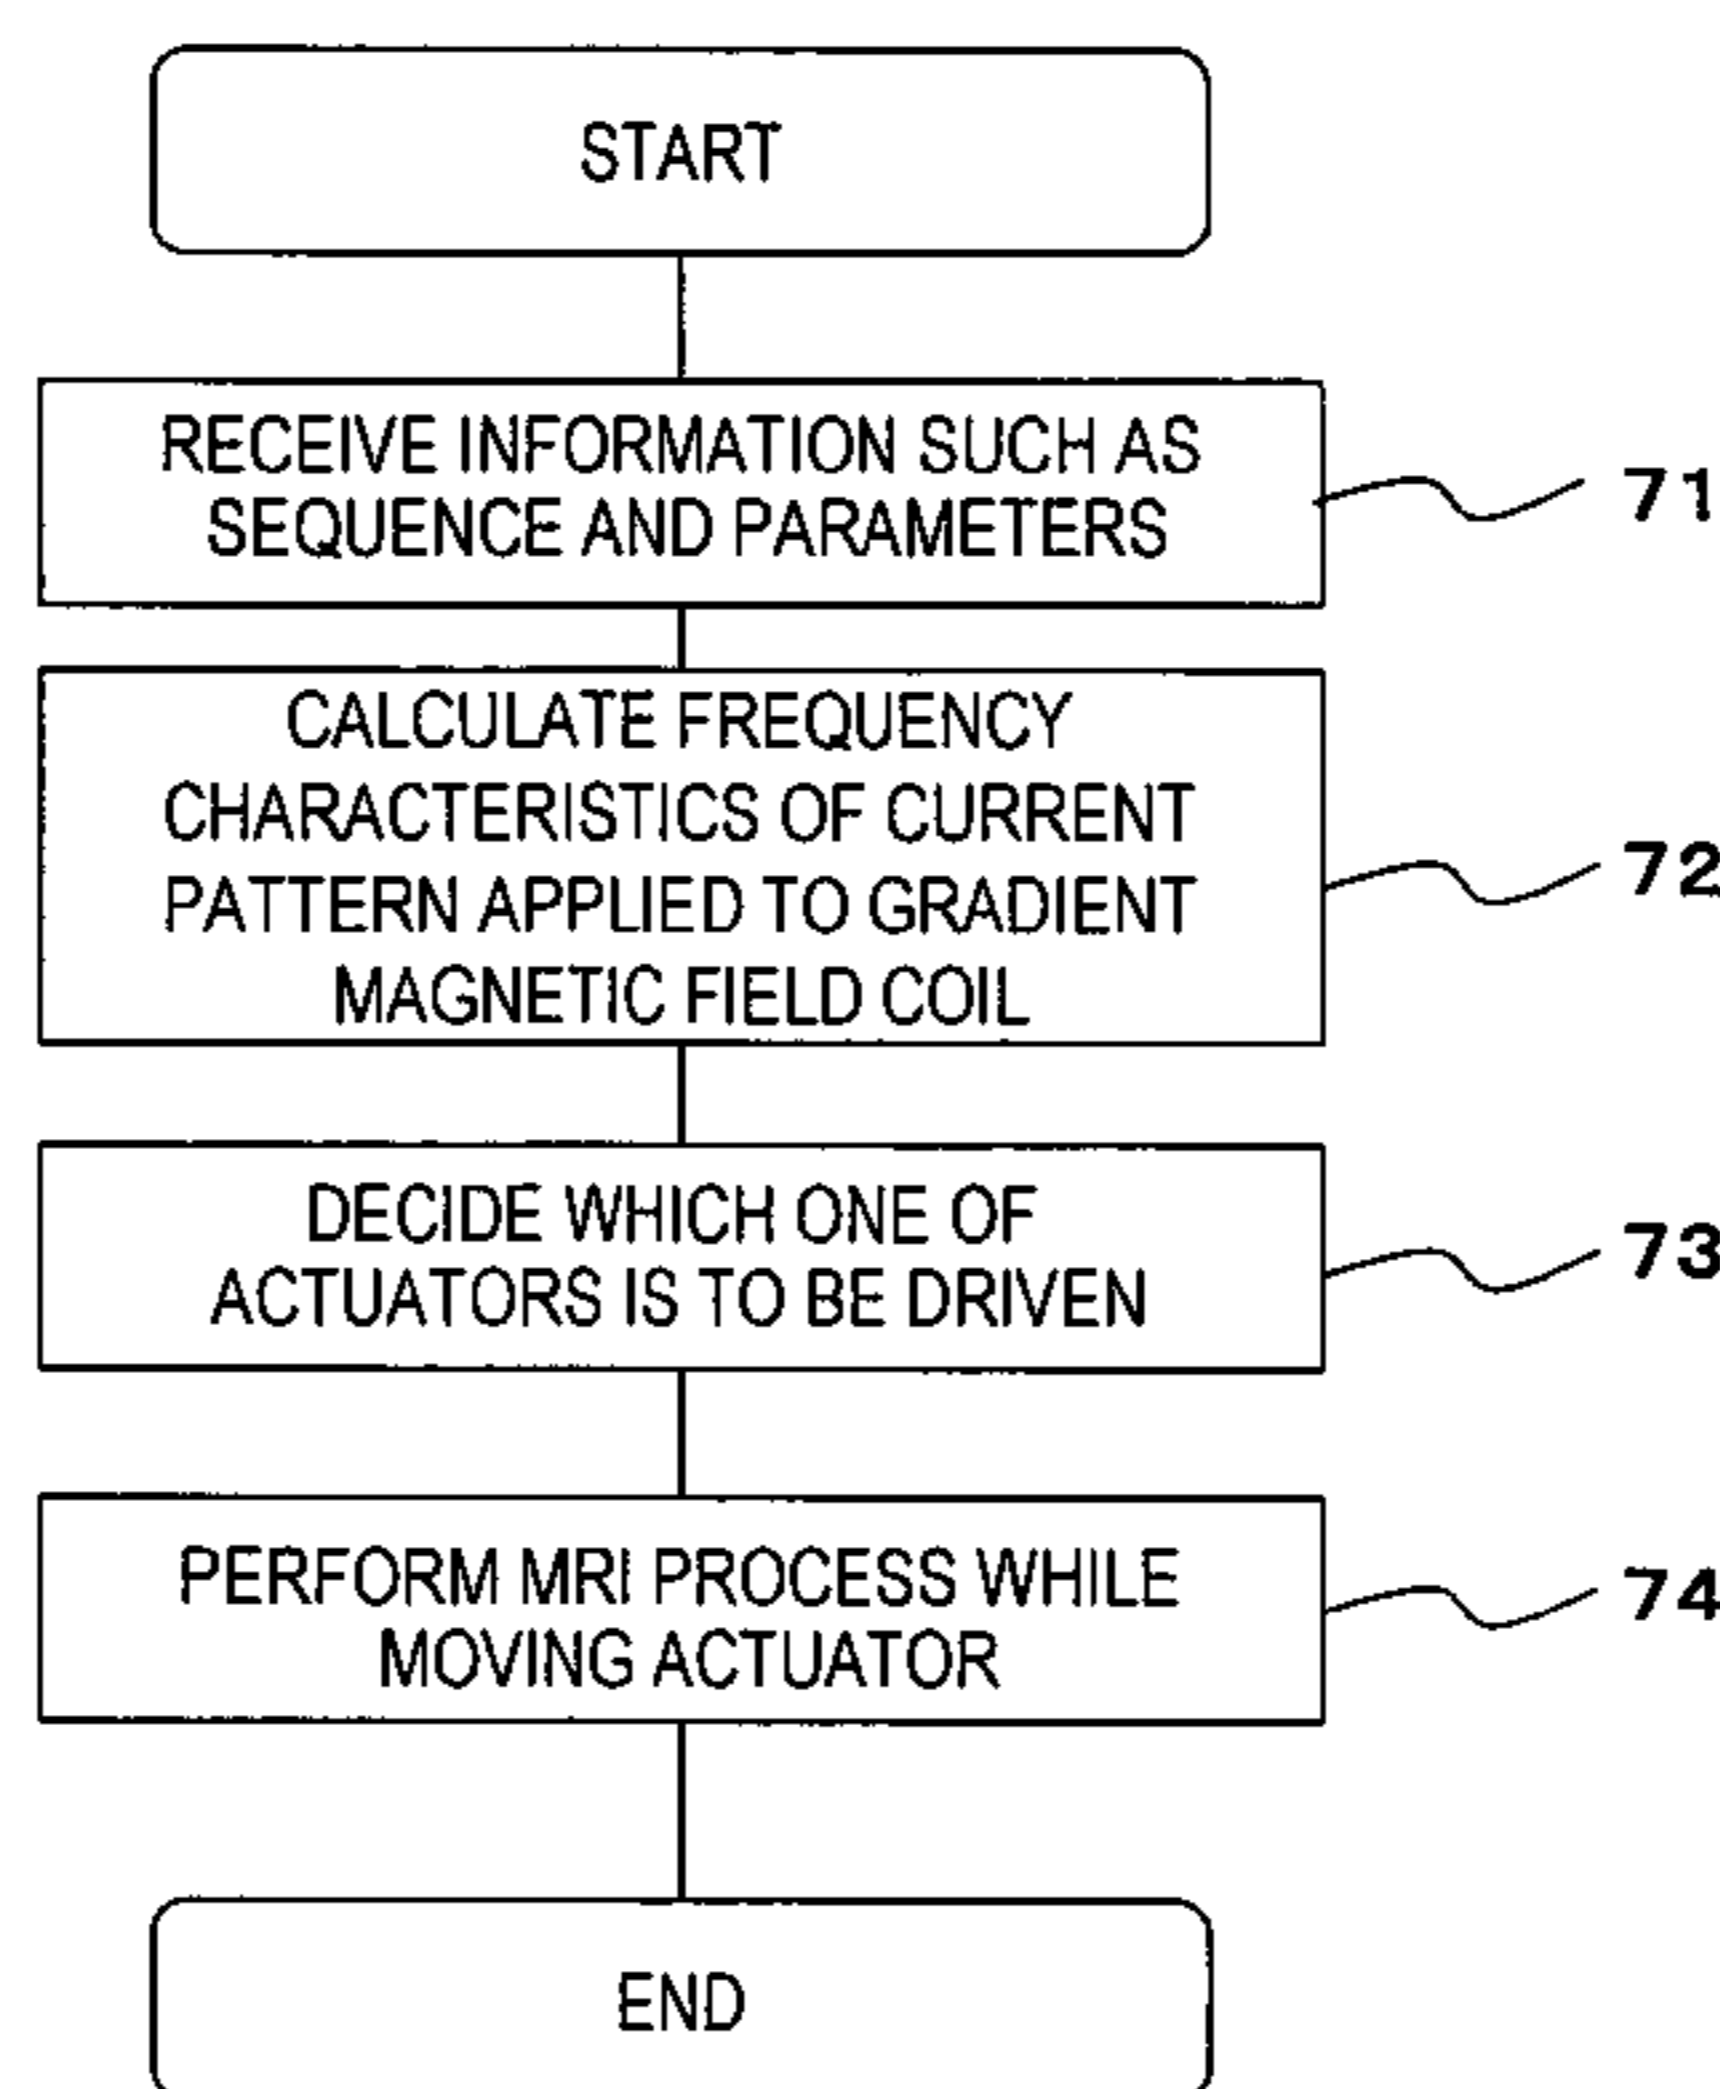 START
RECEIVE INFORMATION SUCH AS
SEQUENCE AND PARAMETERS
71
CALCULATE FREQUENCY
CHARACTERISTICS OF CURRENT
PATTERN APPLIED TO GRADIENT
MAGNETIC FIELD COIL
72
DECIDE WHICH ONE OF
ACTUATORS IS TO BE DRIVEN
73
PERFORM MRI PROCESS WHILE
MOVING ACTUATOR
74
END